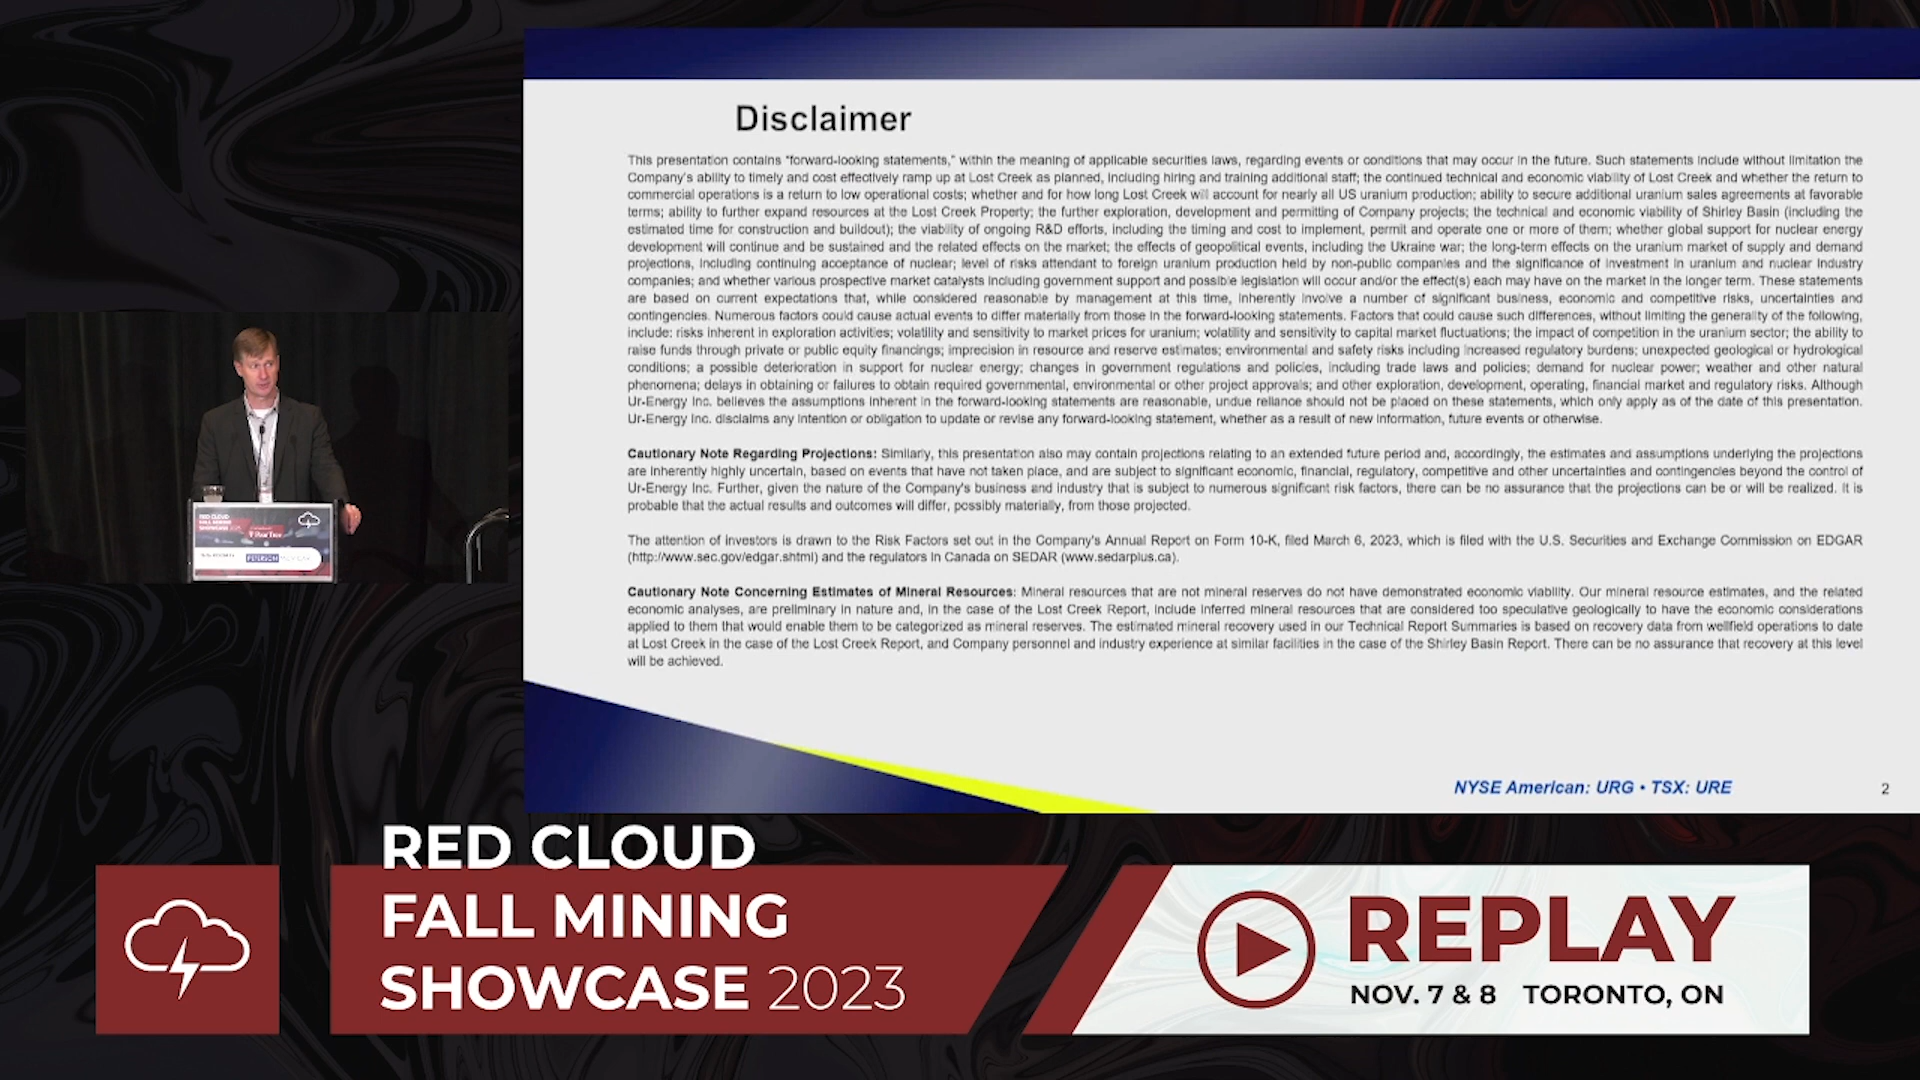 Disclaimer
This presentation contains "forward-looking statements," within the meaning of applicable securities laws, regarding events or conditions that may occur in the future. Such statements include without limitation the
Company's ability to timely and cost effectively ramp up at Lost Creek as planned, including hiring and training additional staff; the continued technical and economic viability of Lost Creek and whether the return to
commercial operations is a return to low operational costs; whether and for how long Lost Creek will account for nearly all US uranium production; ability to secure additional uranium sales agreements at favorable
terms; ability to further expand resources at the Lost Creek Property; the further exploration, development and permitting of Company projects; the technical and economic viability of Shirley Basin (including the
estimated time for construction and buildout); the viability of ongoing R&D efforts, including the timing and cost to implement, permit and operate one or more of them; whether global support for nuclear energy
development will continue and be sustained and the related effects on the market; the effects of geopolitical events, including the Ukraine war; the long-term effects on the uranium market of supply and demand
projections, including continuing acceptance of nuclear; level of risks attendant to foreign uranium production held by non-public companies and the significance of investment in uranium and nuclear industry
companies; and whether various prospective market catalysts including government support and possible legislation will occur and/or the effect(s) each may have on the market in the longer term. These statements
are based on current expectations that, while considered reasonable by management at this time, inherently involve a number of significant business, economic and competitive risks, uncertainties and
contingencies. Numerous factors could cause actual events to differ materially from those in the forward-looking statements. Factors that could cause such differences, without limiting the generality of the following,
include: risks inherent in exploration activities; volatility and sensitivity to market prices for uranium; volatility and sensitivity to capital market fluctuations; the impact of competition in the uranium sector; the ability to
raise funds through private or public equity financings; imprecision in resource and reserve estimates; environmental and safety risks including increased regulatory burdens; unexpected geological or hydrological
conditions; a possible deterioration in support for nuclear energy; changes in government regulations and policies, including trade laws and policies; demand for nuclear power; weather and other natural
phenomena; delays in obtaining or failures to obtain required governmental, environmental or other project approvals; and other exploration, development, operating, financial market and regulatory risks. Although
Ur-Energy Inc. believes the assumptions inherent in the forward-looking statements are reasonable, undue reliance should not be placed on these statements, which only apply as of the date of this presentation.
Ur-Energy Inc. disclaims any intention or obligation to update or revise any forward-looking statement, whether as a result of new information, future events or otherwise.
Cautionary Note Regarding Projections: Similarly, this presentation also may contain projections relating to an extended future period and, accordingly, the estimates and assumptions underlying the projections
are inherently highly uncertain, based on events that have not taken place, and are subject to significant economic, financial, regulatory, competitive and other uncertainties and contingencies beyond the control of
Ur-Energy Inc. Further, given the nature of the Company's business and industry that is subject to numerous significant risk factors, there can be no assurance that the projections can be or will be realized. It is
probable that the actual results and outcomes will differ, possibly materially, from those projected.
The attention of investors is drawn to the Risk Factors set out in the Company's Annual Report on Form 10-K, filed March 6, 2023, which is filed with the U.S. Securities and Exchange Commission on EDGAR
(http://www.sec.gov/edgar.shtml) and the regulators in Canada on SEDAR (www.sedarplus.ca).
Cautionary Note Concerning Estimates of Mineral Resources: Mineral resources that are not mineral reserves do not have demonstrated economic viability. Our mineral resource estimates, and the related
economic analyses, are preliminary in nature and, in the case of the Lost Creek Report, include inferred mineral resources that are considered too speculative geologically to have the economic considerations
applied to them that would enable them to be categorized as mineral reserves. The estimated mineral recovery used in our Technical Report Summaries is based on recovery data from wellfield operations to date
at Lost Creek in the case of the Lost Creek Report, and Company personnel and industry experience at similar facilities in the case of the Shirley Basin Report. There can be no assurance that recovery at this level
will be achieved.
NYSE American: URG • TSX: URE
2
RED CLOUD
FALL MINING
SHOWCASE
RED CLOUD
FALL MINING
SHOWCASE 2023
REPLAY
NOV. 7 & 8 TORONTO, ON